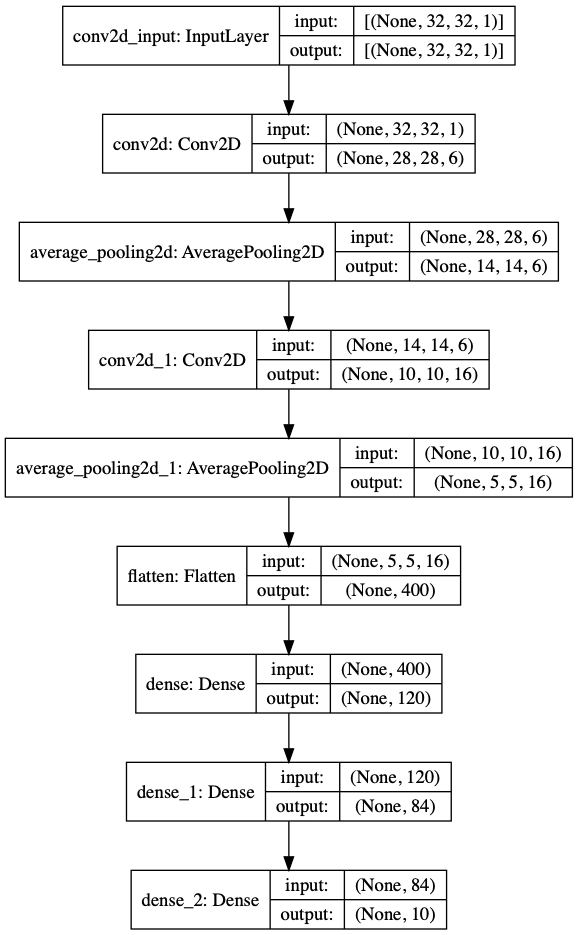 conv2d_input: InputLayer
input:
[(None, 32, 32, 1)]
output:
[(None, 32, 32, 1)]
conv2d: Conv2D
input:
(None, 32, 32, 1)
output:
(None, 28, 28, 6)
average_pooling2d: AveragePooling2D
input:
(None, 28, 28, 6)
output:
(None, 14, 14, 6)
conv2d_1: Conv2D
input:
(None, 14, 14, 6)
output:
(None, 10, 10, 16)
average_pooling2d_1: AveragePooling2D
input:
(None, 10, 10, 16)
output:
(None, 5, 5, 16)
flatten: Flatten
input:
(None, 5, 5, 16)
output:
(None, 400)
dense: Dense
input:
(None, 400)
output:
(None, 120)
dense_1: Dense
input:
(None, 120)
output:
(None, 84)
dense_2: Dense
input:
(None, 84)
output:
(None, 10)